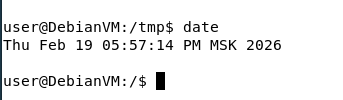 user@DebianVM:/tmp$ date
Thu Feb 19 05:57:14 PM MSK 2026
user@DebianVM:/$